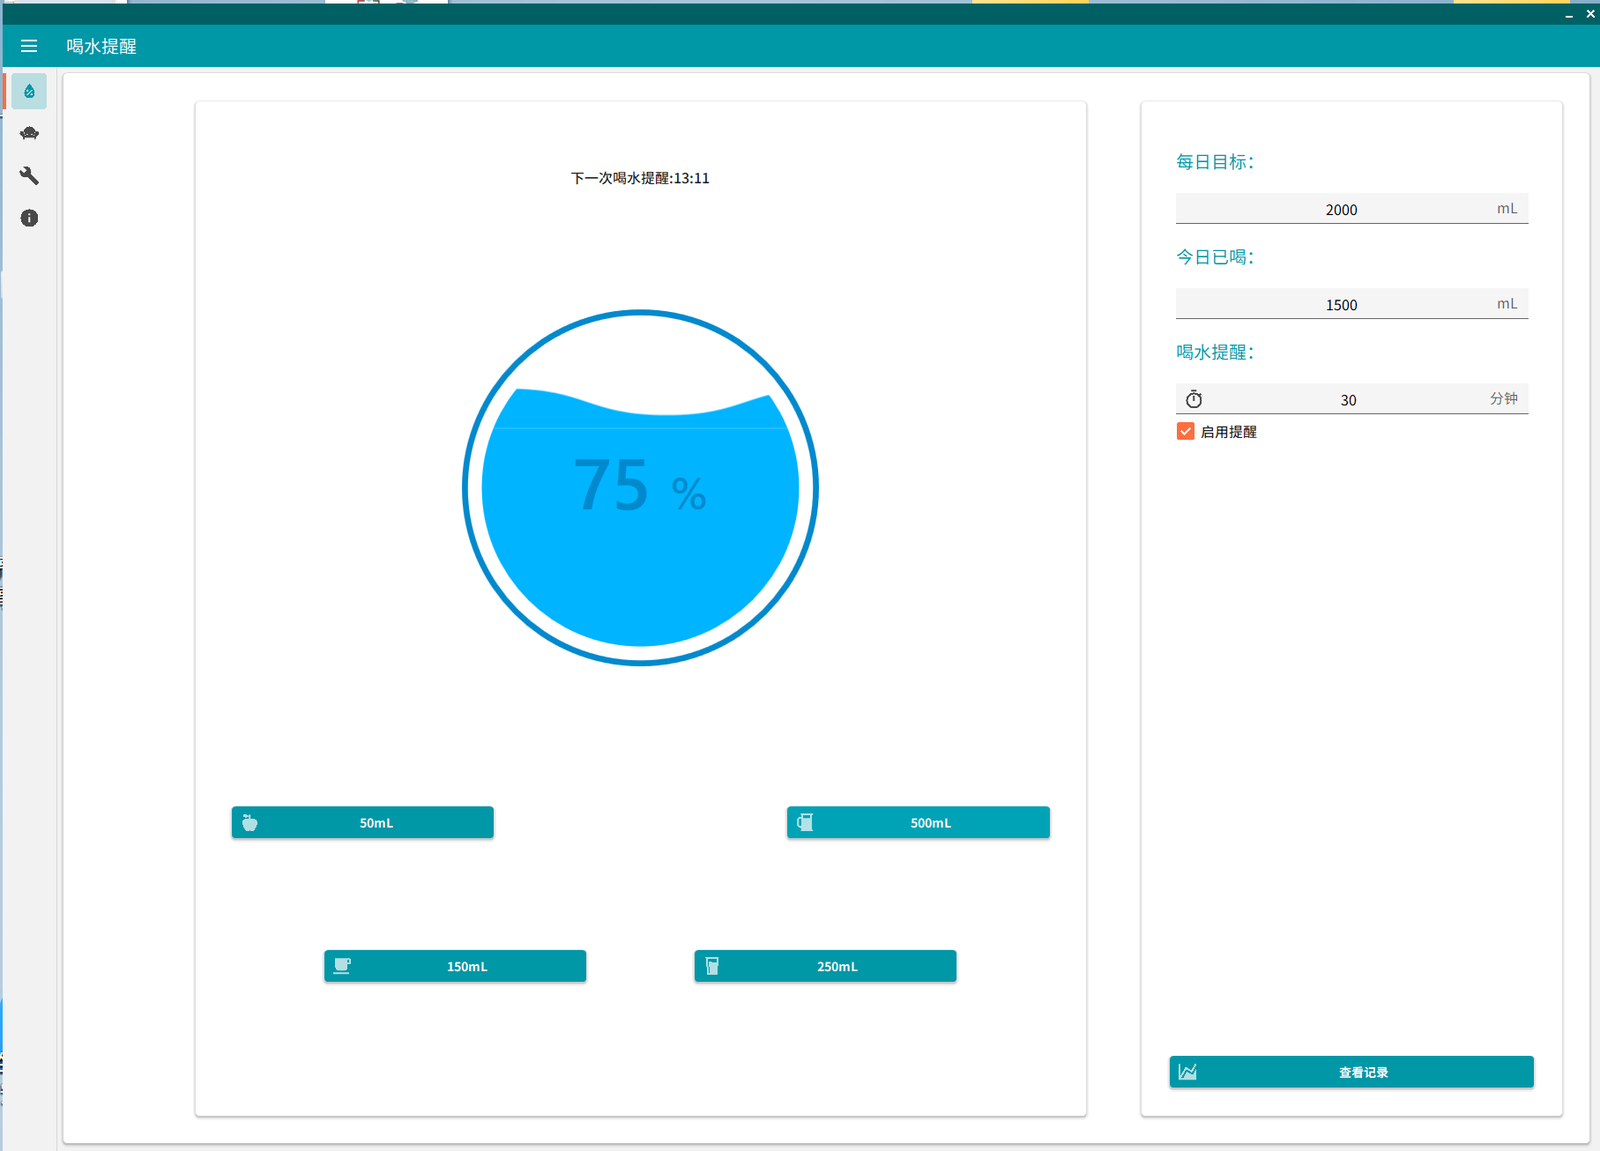 喝水提醒
下一次喝水提醒:13:11
75 %
50mL
500mL
150mL
250mL
每日目标:
2000 mL
今日已喝:
1500 mL
喝水提醒:
30 分钟
启用提醒
查看记录